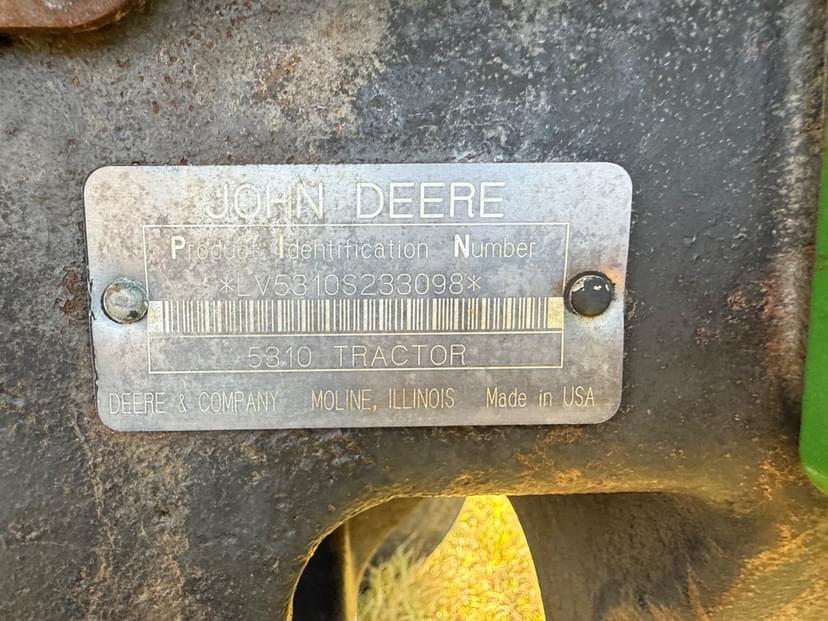 JOHN DEERE
Product Identification Number
*LV5310S233098*
5310 TRACTOR
DEERE & COMPANY MOLINE, ILLINOIS Made in USA